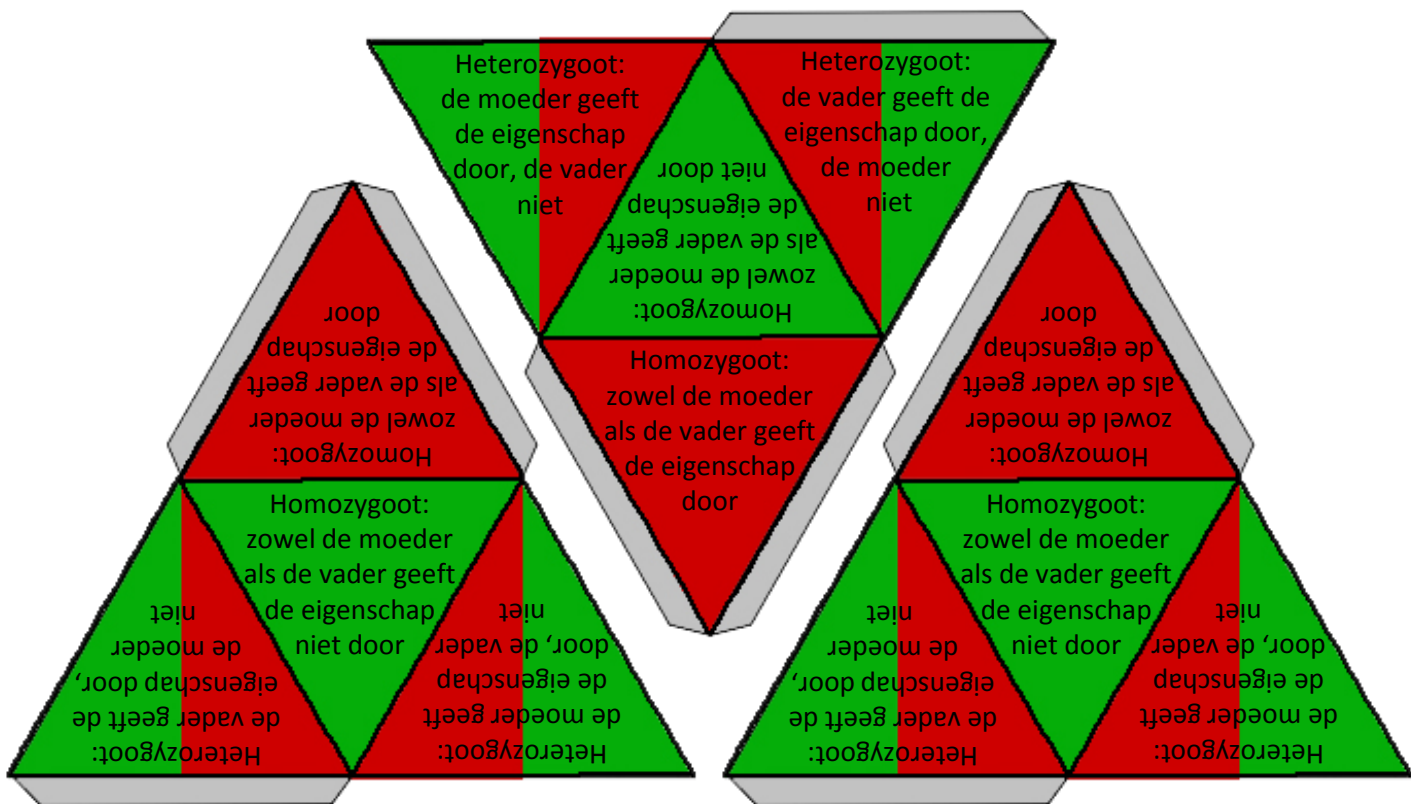 Heterozygoot:
de moeder geeft
de eigenschap
door, de vader
niet
Heterozygoot:
de vader geeft de
eigenschap door,
de moeder
niet
Homozygoot:
zowel de moeder
als de vader geeft
de eigenschap
niet door
Homozygoot:
zowel de moeder
als de vader geeft
de eigenschap
door
Homozygoot:
zowel de moeder
als de vader geeft
de eigenschap
door
Homozygoot:
zowel de moeder
als de vader geeft
de eigenschap
niet door
Heterozygoot:
de vader geeft de
eigenschap door,
de moeder
niet
Heterozygoot:
de moeder geeft
de eigenschap
door, de vader
niet
Homozygoot:
zowel de moeder
als de vader geeft
de eigenschap
door
Homozygoot:
zowel de moeder
als de vader geeft
de eigenschap
niet door
Heterozygoot:
de vader geeft de
eigenschap door,
de moeder
niet
Heterozygoot:
de moeder geeft
de eigenschap
door, de vader
niet